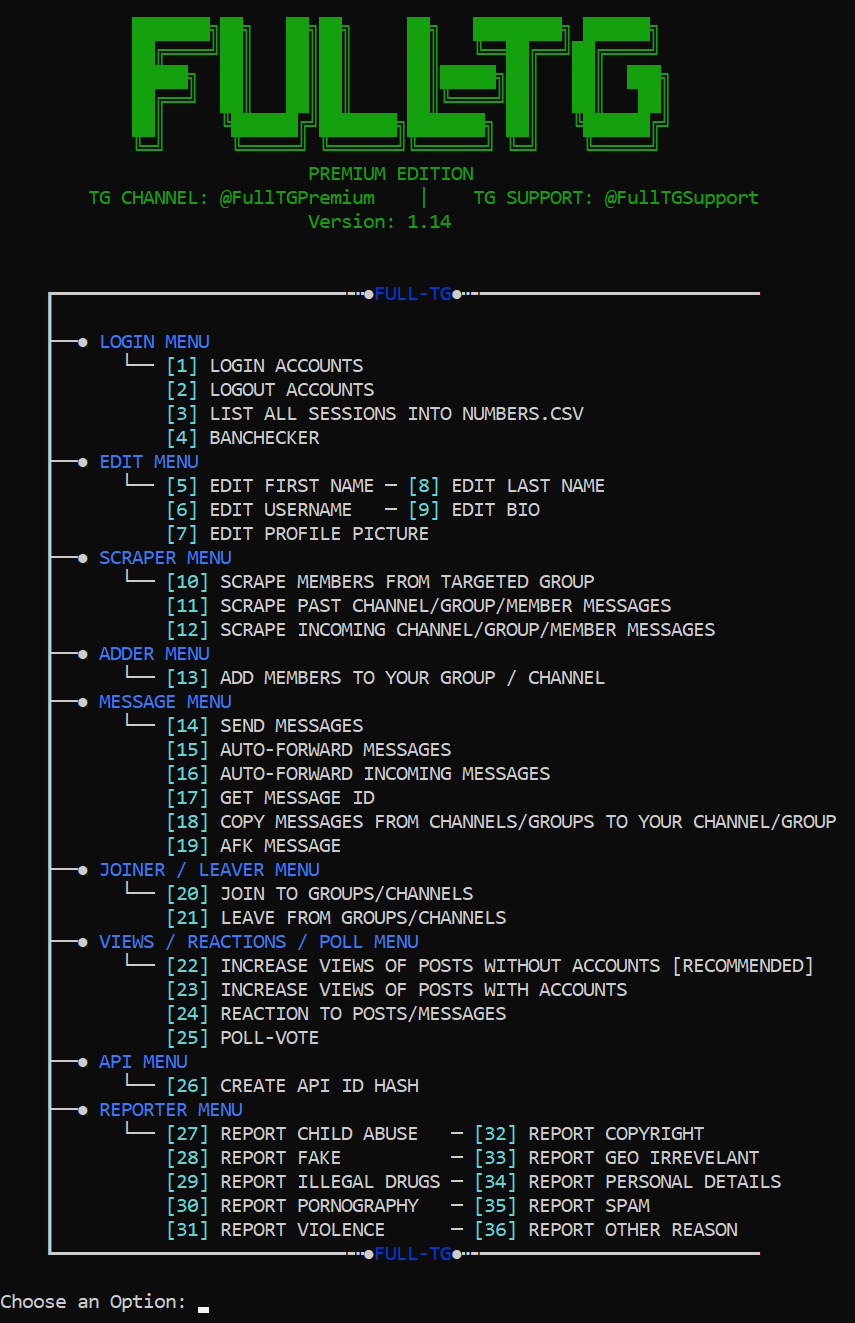 FULL-TG
PREMIUM EDITION
TG CHANNEL: @FullTGPremium | TG SUPPORT: @FullTGSupport
Version: 1.14
FULL-TG
LOGIN MENU
[1] LOGIN ACCOUNTS
[2] LOGOUT ACCOUNTS
[3] LIST ALL SESSIONS INTO NUMBERS.CSV
[4] BANCHECKER
EDIT MENU
[5] EDIT FIRST NAME — [8] EDIT LAST NAME
[6] EDIT USERNAME — [9] EDIT BIO
[7] EDIT PROFILE PICTURE
SCRAPER MENU
[10] SCRAPE MEMBERS FROM TARGETED GROUP
[11] SCRAPE PAST CHANNEL/GROUP/MEMBER MESSAGES
[12] SCRAPE INCOMING CHANNEL/GROUP/MEMBER MESSAGES
ADDER MENU
[13] ADD MEMBERS TO YOUR GROUP / CHANNEL
MESSAGE MENU
[14] SEND MESSAGES
[15] AUTO-FORWARD MESSAGES
[16] AUTO-FORWARD INCOMING MESSAGES
[17] GET MESSAGE ID
[18] COPY MESSAGES FROM CHANNELS/GROUPS TO YOUR CHANNEL/GROUP
[19] AFK MESSAGE
JOINER / LEAVER MENU
[20] JOIN TO GROUPS/CHANNELS
[21] LEAVE FROM GROUPS/CHANNELS
VIEWS / REACTIONS / POLL MENU
[22] INCREASE VIEWS OF POSTS WITHOUT ACCOUNTS [RECOMMENDED]
[23] INCREASE VIEWS OF POSTS WITH ACCOUNTS
[24] REACTION TO POSTS/MESSAGES
[25] POLL-VOTE
API MENU
[26] CREATE API ID HASH
REPORTER MENU
[27] REPORT CHILD ABUSE — [32] REPORT COPYRIGHT
[28] REPORT FAKE — [33] REPORT GEO IRREVELANT
[29] REPORT ILLEGAL DRUGS — [34] REPORT PERSONAL DETAILS
[30] REPORT PORNOGRAPHY — [35] REPORT SPAM
[31] REPORT VIOLENCE — [36] REPORT OTHER REASON
FULL-TG
Choose an Option: